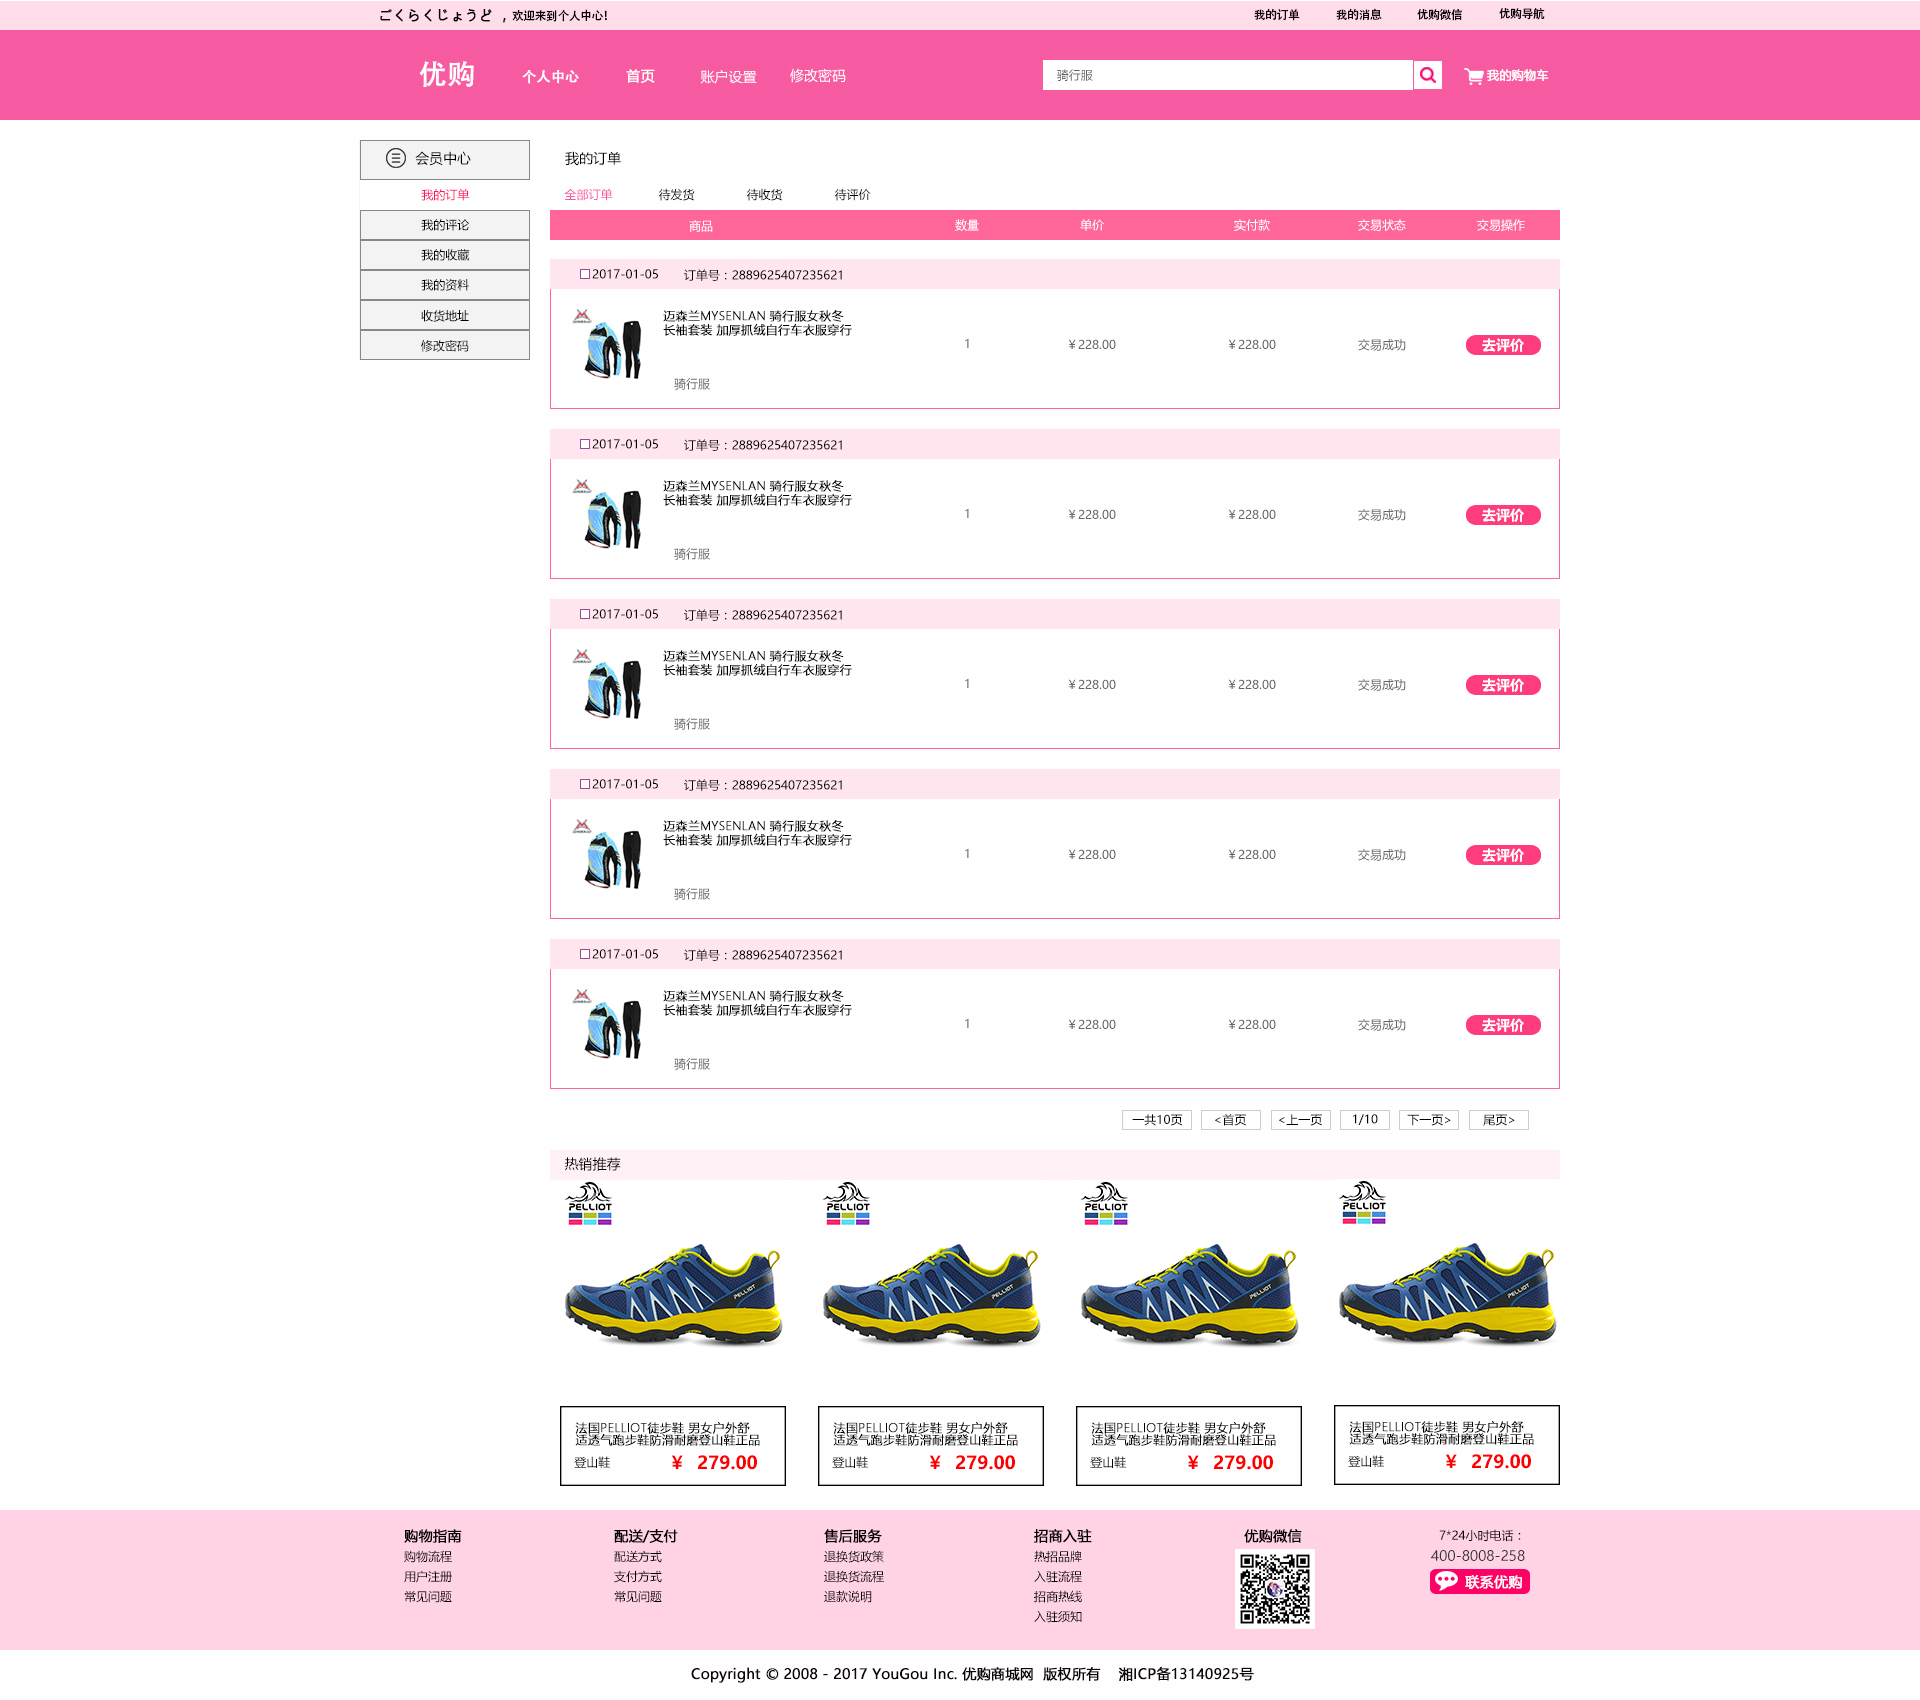 ごくらくじょうど ，欢迎来到个人中心!
我的订单 我的消息 优购微信 优购导航
优购 个人中心 首页 账户设置 修改密码 骑行服 我的购物车
会员中心
我的订单
我的评论
我的收藏
我的资料
收货地址
修改密码
我的订单
全部订单 待发货 待收货 待评价
商品 数量 单价 实付款 交易状态 交易操作
2017-01-05 订单号：2889625407235621
迈森兰MYSENLAN 骑行服女秋冬
长袖套装 加厚抓绒自行车衣服穿行
1 ￥228.00 ￥228.00 交易成功 去评价
骑行服
2017-01-05 订单号：2889625407235621
迈森兰MYSENLAN 骑行服女秋冬
长袖套装 加厚抓绒自行车衣服穿行
1 ￥228.00 ￥228.00 交易成功 去评价
骑行服
2017-01-05 订单号：2889625407235621
迈森兰MYSENLAN 骑行服女秋冬
长袖套装 加厚抓绒自行车衣服穿行
1 ￥228.00 ￥228.00 交易成功 去评价
骑行服
2017-01-05 订单号：2889625407235621
迈森兰MYSENLAN 骑行服女秋冬
长袖套装 加厚抓绒自行车衣服穿行
1 ￥228.00 ￥228.00 交易成功 去评价
骑行服
2017-01-05 订单号：2889625407235621
迈森兰MYSENLAN 骑行服女秋冬
长袖套装 加厚抓绒自行车衣服穿行
1 ￥228.00 ￥228.00 交易成功 去评价
骑行服
一共10页 <首页 <上一页 1/10 下一页> 尾页>
热销推荐
PELLIOT PELLIOT PELLIOT PELLIOT
PELLIOT PELLIOT PELLIOT PELLIOT
法国PELLIOT徒步鞋 男女户外舒
适透气跑步鞋防滑耐磨登山鞋正品
登山鞋 ￥ 279.00
法国PELLIOT徒步鞋 男女户外舒
适透气跑步鞋防滑耐磨登山鞋正品
登山鞋 ￥ 279.00
法国PELLIOT徒步鞋 男女户外舒
适透气跑步鞋防滑耐磨登山鞋正品
登山鞋 ￥ 279.00
法国PELLIOT徒步鞋 男女户外舒
适透气跑步鞋防滑耐磨登山鞋正品
登山鞋 ￥ 279.00
购物指南
购物流程
用户注册
常见问题
配送/支付
配送方式
支付方式
常见问题
售后服务
退换货政策
退换货流程
退款说明
招商入驻
热招品牌
入驻流程
招商热线
入驻须知
优购微信
7*24小时电话：
400-8008-258
联系优购
Copyright © 2008 - 2017 YouGou Inc. 优购商城网 版权所有 湘ICP备13140925号